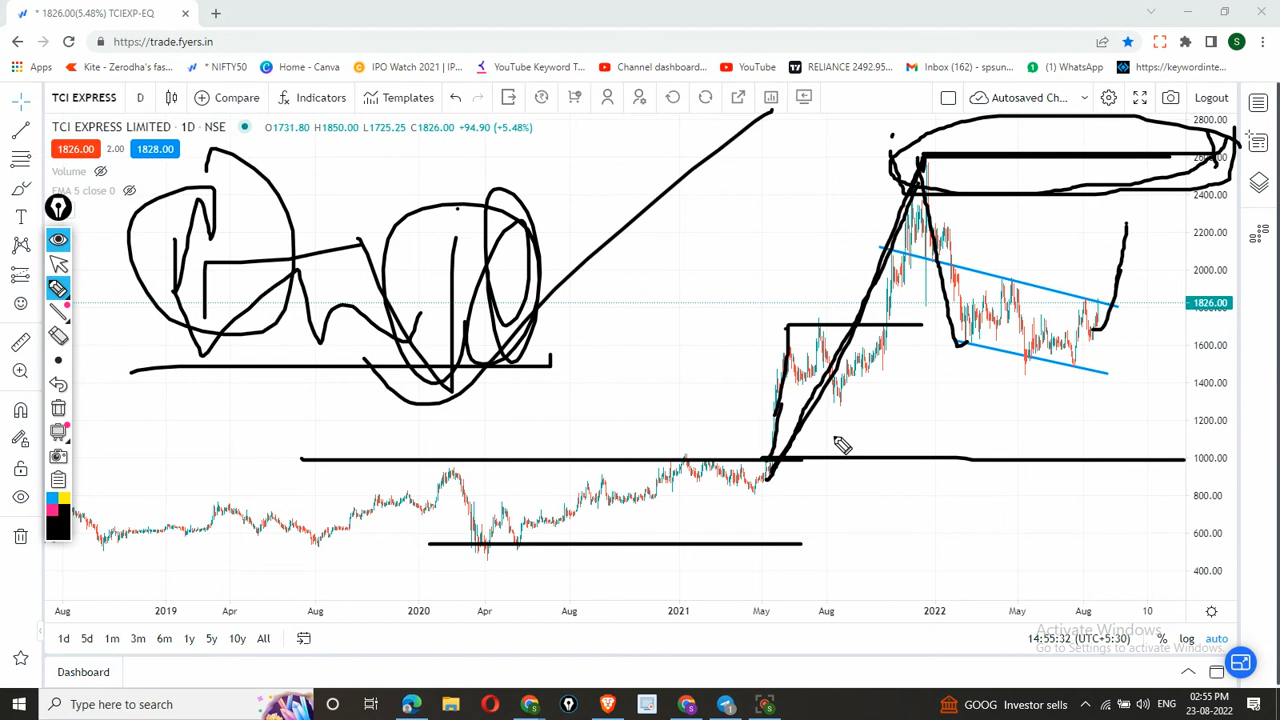 * 1826.00(5.48%) TCIEXP-EQ
https://trade.fyers.in
Apps
Kite - Zerodha's fas...
* NIFTY50
Home - Canva
IPO Watch 2021 | IP...
YouTube Keyword T...
Channel dashboard...
YouTube
RELIANCE 2492.95...
Inbox (162) - spsun...
(1) WhatsApp
https://keywordinte...
TCI EXPRESS
D
Compare
Indicators
Templates
Autosaved Ch...
Logout
TCI EXPRESS LIMITED · 1D · NSE
O1731.80 H1850.00 L1725.25 C1826.00 +94.90 (+5.48%)
1826.00
2.00
1828.00
Volume
EMA 5 close 0
2800.00
2400.00
2200.00
2000.00
1826.00
1600.00
1400.00
1200.00
1000.00
800.00
600.00
400.00
Aug
2019
Apr
Aug
2020
Apr
Aug
2021
May
Aug
2022
May
Aug
10
1d
5d
1m
3m
6m
1y
5y
10y
All
14:55:32 (UTC+5:30)
%
log
auto
Activate Windows
Go to Settings to activate Windows.
Dashboard
Type here to search
GOOG Investor sells
ENG
02:55 PM
23-08-2022